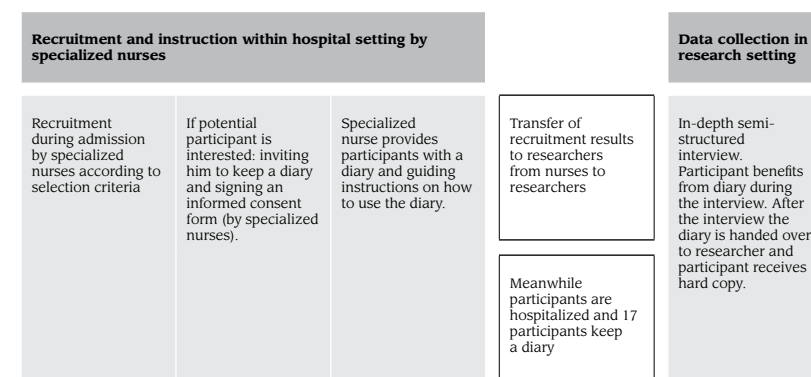 Recruitment and instruction within hospital setting by
specialized nurses
Data collection in
research setting
Recruitment
during admission
by specialized
nurses according to
selection criteria
If potential
participant is
interested: inviting
him to keep a diary
and signing an
informed consent
form (by specialized
nurses).
Specialized
nurse provides
participants with a
diary and guiding
instructions on how
to use the diary.
Transfer of
recruitment results
to researchers
from nurses to
researchers
Meanwhile
participants are
hospitalized and 17
participants keep
a diary
In-depth semi-
structured
interview.
Participant benefits
from diary during
the interview. After
the interview the
diary is handed over
to researcher and
participant receives
hard copy.